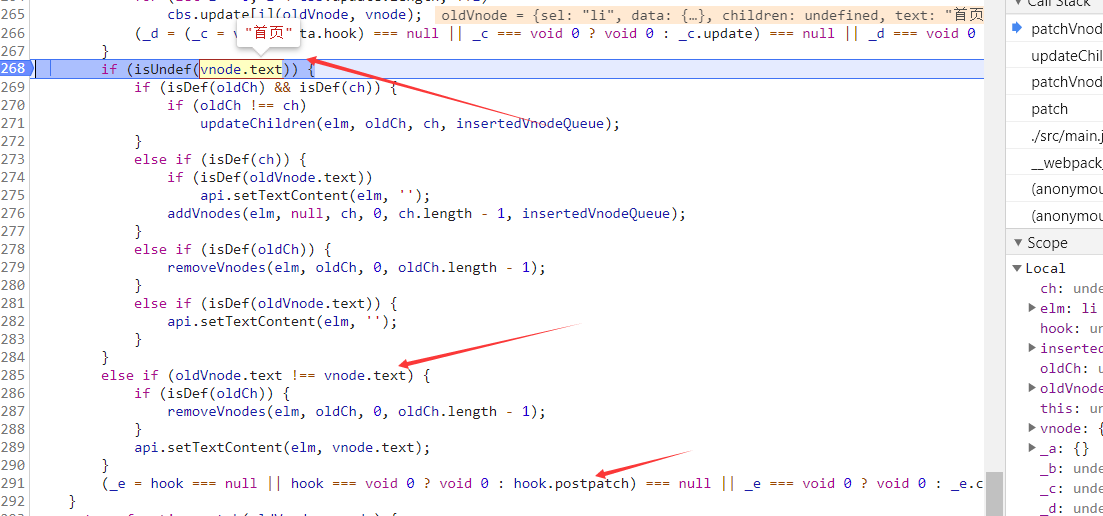 265 cbs.update[i](oldVnode, vnode); oldVnode = {sel: "li", data: {…}, children: undefined, text: "首页
266 (_d = (_c = v ta.hook) === null || _c === void 0 ? void 0 : _c.update) === null || _d === void 0
"首页"
267 }
268 if (isUndef(vnode.text)) {
269 if (isDef(oldCh) && isDef(ch)) {
270 if (oldCh !== ch)
271 updateChildren(elm, oldCh, ch, insertedVnodeQueue);
272 }
273 else if (isDef(ch)) {
274 if (isDef(oldVnode.text))
275 api.setTextContent(elm, '');
276 addVnodes(elm, null, ch, 0, ch.length - 1, insertedVnodeQueue);
277 }
278 else if (isDef(oldCh)) {
279 removeVnodes(elm, oldCh, 0, oldCh.length - 1);
280 }
281 else if (isDef(oldVnode.text)) {
282 api.setTextContent(elm, '');
283 }
284 }
285 else if (oldVnode.text !== vnode.text) {
286 if (isDef(oldCh)) {
287 removeVnodes(elm, oldCh, 0, oldCh.length - 1);
288 }
289 api.setTextContent(elm, vnode.text);
290 }
291 (_e = hook === null || hook === void 0 ? void 0 : hook.postpatch) === null || _e === void 0 ? void 0 : _e.c
292 }
Call Stack
patchVnod
updateChil
patchVnod
patch
./src/main.j
__webpack_
(anonymou
(anonymou
Scope
Local
ch: unde
elm: li
hook: un
inserted
oldCh: u
oldVnode
this: un
vnode: {
_a: {}
_b: unde
_c: unde
_d: unde